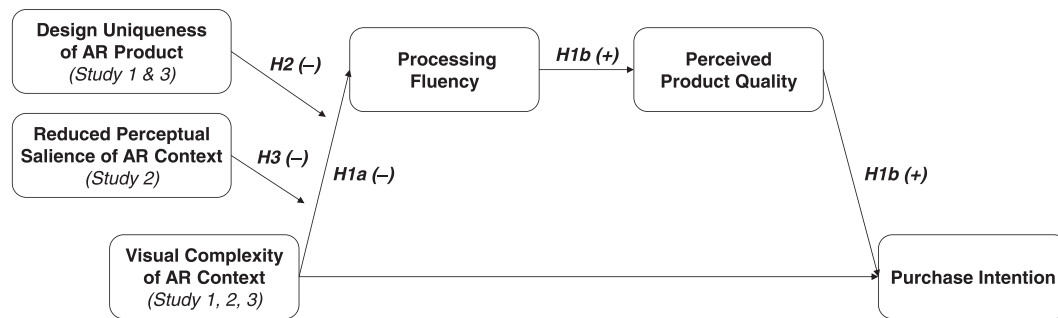 Design Uniqueness
of AR Product
(Study 1 & 3)
H2 (–)
Processing
Fluency
H1b (+)
Perceived
Product Quality
Reduced Perceptual
Salience of AR Context
(Study 2)
H3 (–)
H1a (–)
H1b (+)
Visual Complexity
of AR Context
(Study 1, 2, 3)
Purchase Intention